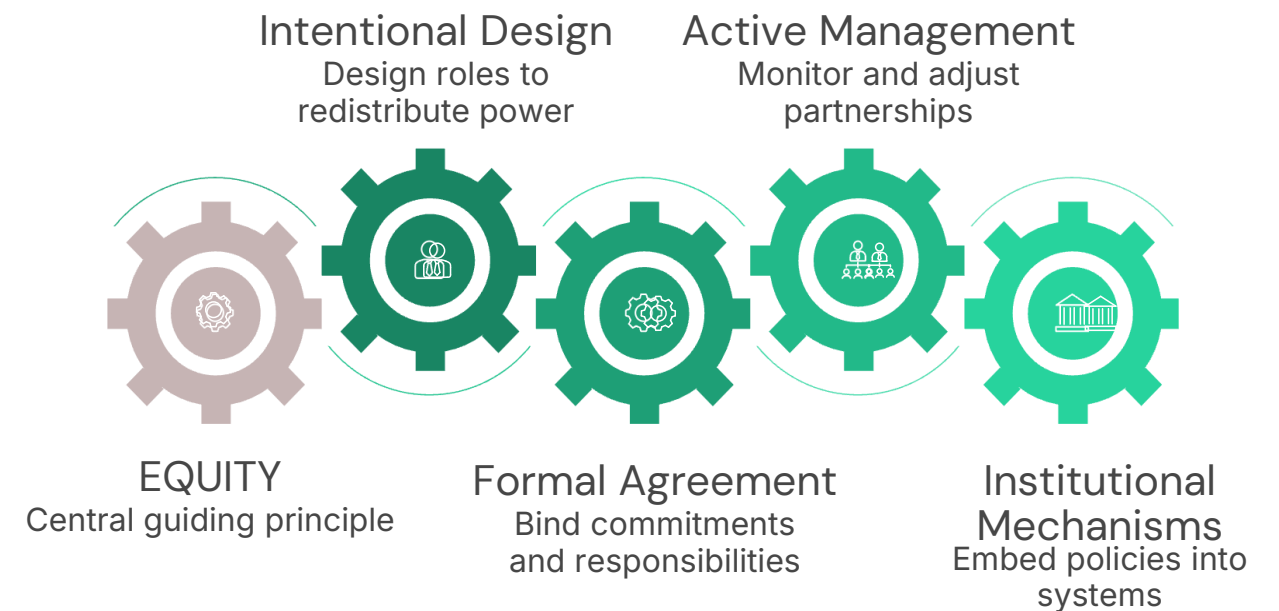 Intentional Design
Design roles to
redistribute power
Active Management
Monitor and adjust
partnerships
EQUITY
Central guiding principle
Formal Agreement
Bind commitments
and responsibilities
Institutional
Mechanisms
Embed policies into
systems